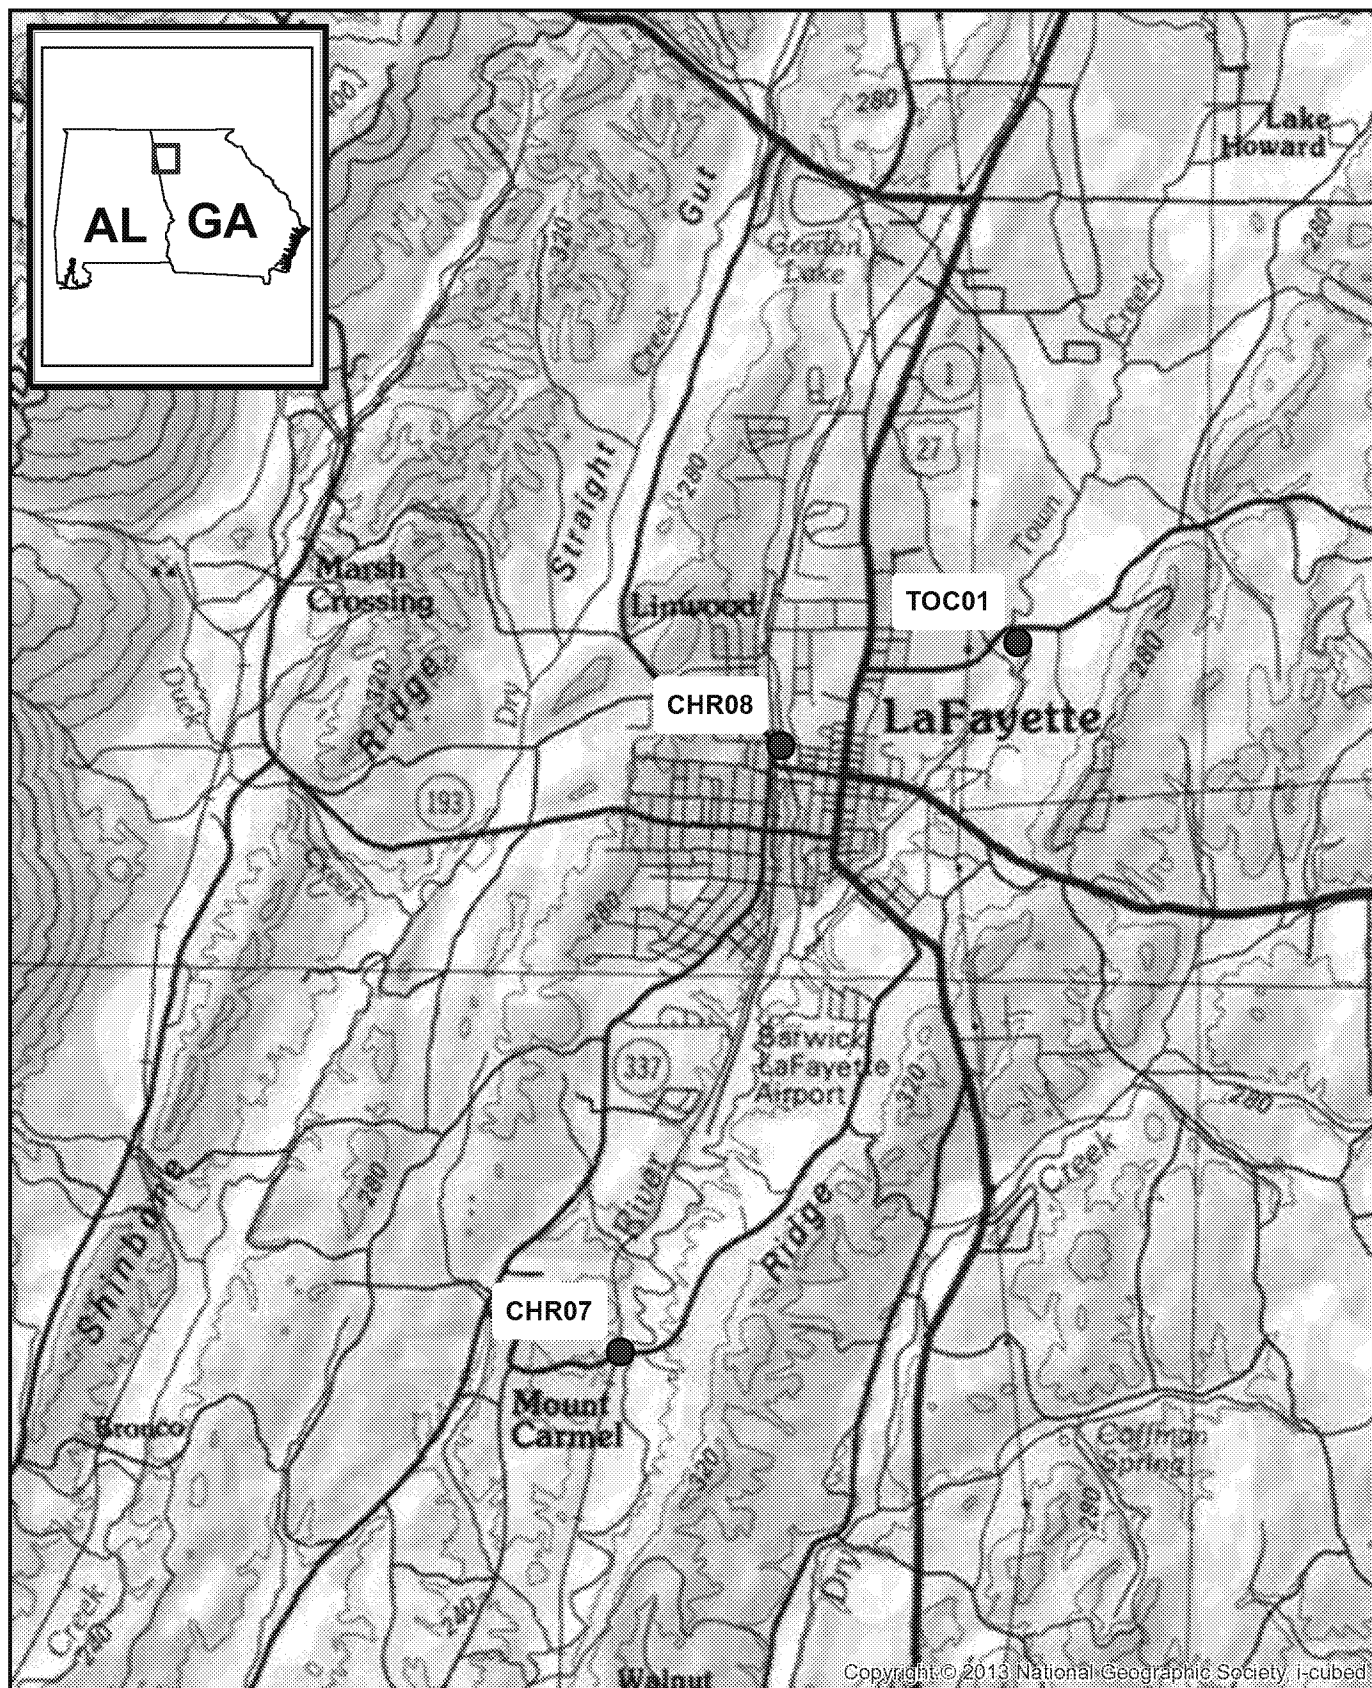 AL
GA
280
Lake
Howard
Gut
320
280
Gordon
Lake
Creek
Creek
1
27
280
Straight
Town
Marsh
Crossing
Linwood
TOC01
280
320
Ridge
Duck
Dry
CHR08
LaFayette
193
Creek
280
Barwick
LaFayette
Airport
337
320
280
Creek
280
Shinbone
River
Ridge
CHR07
Mount
Carmel
Bronco
Coffman
Spring
320
280
Dry
Creek
240
240
Walnut
Copyright:© 2013 National Geographic Society, i-cubed